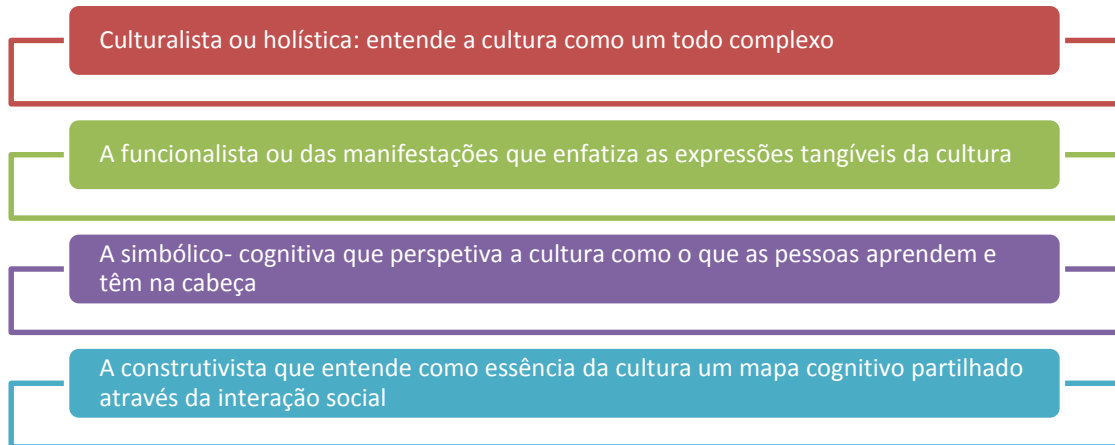 Culturalista ou holística: entende a cultura como um todo complexo
A funcionalista ou das manifestações que enfatiza as expressões tangíveis da cultura
A simbólico- cognitiva que perspetiva a cultura como o que as pessoas aprendem e
têm na cabeça
A construtivista que entende como essência da cultura um mapa cognitivo partilhado
através da interação social